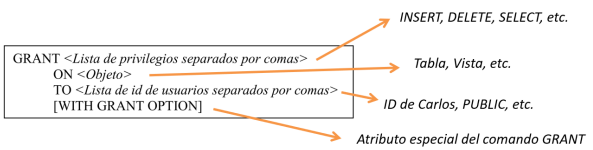 INSERT, DELETE, SELECT, etc.
GRANT <Lista de privilegios separados por comas>
ON <Objeto>
Tabla, Vista, etc.
TO <Lista de id de usuarios separados por comas>
ID de Carlos, PUBLIC, etc.
[WITH GRANT OPTION]
Atributo especial del comando GRANT